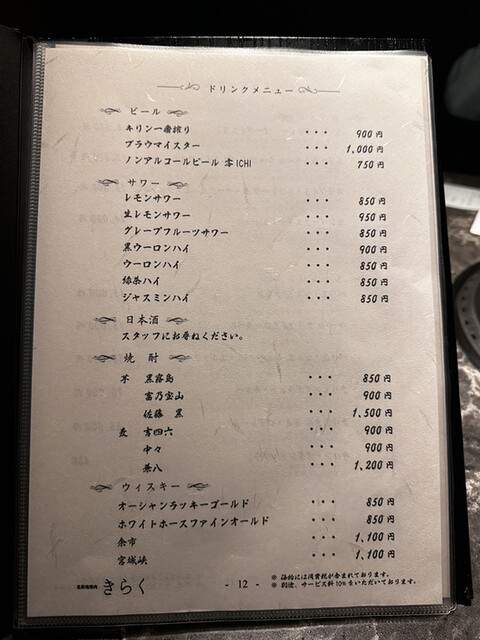 ドリンクメニュー
ビール
キリン一番搾り ・・・ 900円
ブラウマイスター ・・・ 1,000円
ノンアルコールビール 零ICHI ・・・ 750円
サワー
レモンサワー ・・・ 850円
生レモンサワー ・・・ 950円
グレープフルーツサワー ・・・ 850円
黒ウーロンハイ ・・・ 900円
ウーロンハイ ・・・ 850円
緑茶ハイ ・・・ 850円
ジャスミンハイ ・・・ 850円
日本酒
スタッフにお尋ねください。
焼酎
芋 黒霧島 ・・・ 850円
富乃宝山 ・・・ 900円
佐藤 黒 ・・・ 1,500円
麦 吉四六 ・・・ 900円
中々 ・・・ 900円
兼八 ・・・ 1,200円
ウィスキー
オーシャンラッキーゴールド ・・・ 850円
ホワイトホースファインオールド ・・・ 850円
余市 ・・・ 1,100円
宮城峡 ・・・ 1,100円
きらく
- 12 -
※ 価格には消費税が含まれております。
※ 別途、サービス料10%をいただいております。